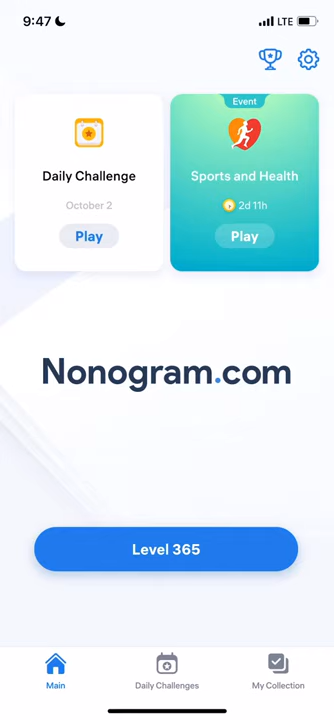 9:47
LTE
Event
Daily Challenge
October 2
Play
Sports and Health
2d 11h
Play
Nonogram.com
Level 365
Main
Daily Challenges
My Collection